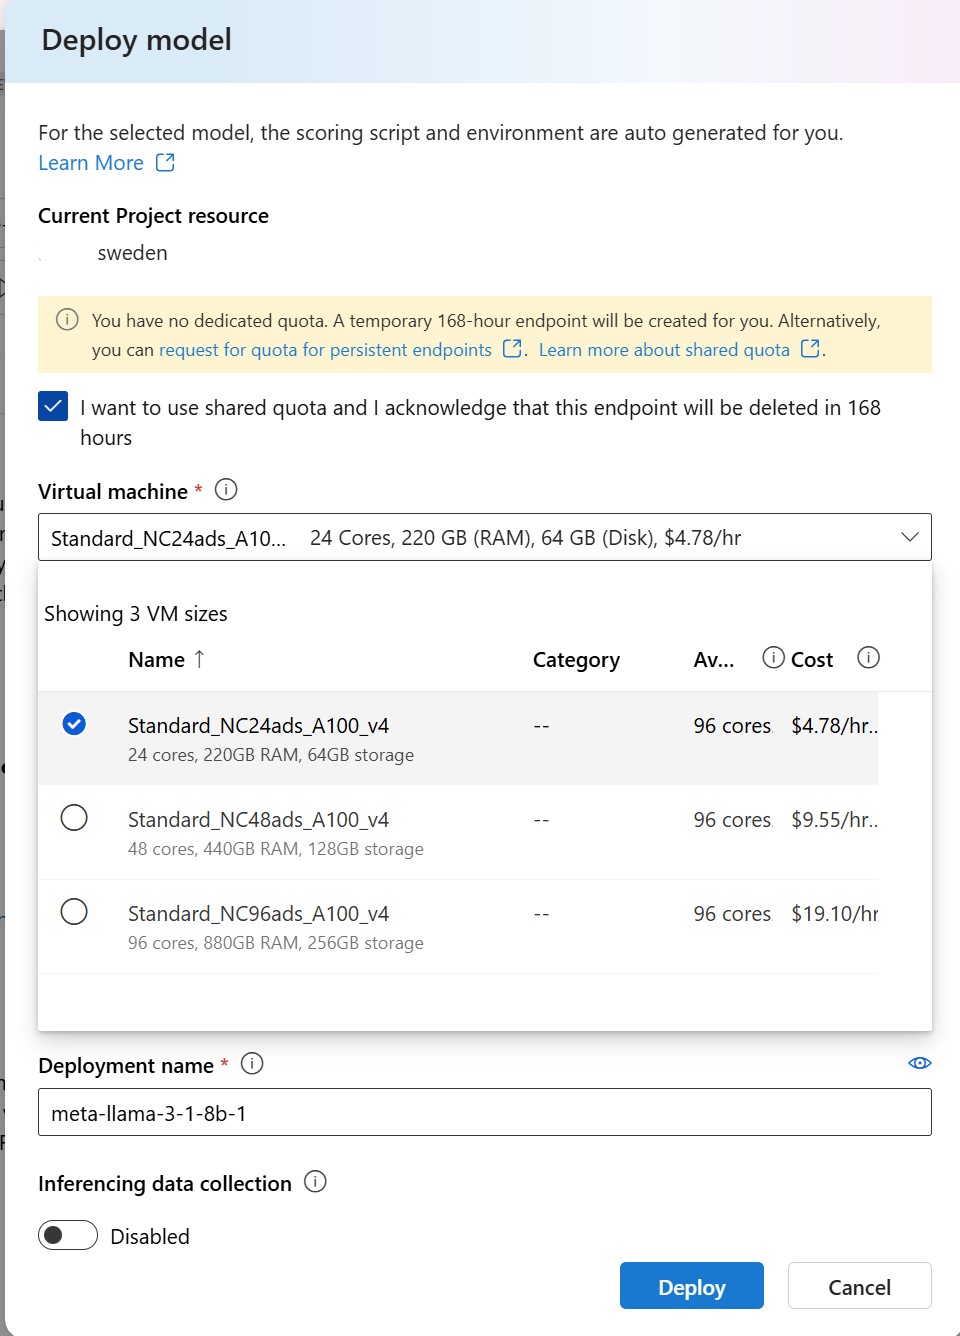 Deploy model
For the selected model, the scoring script and environment are auto generated for you.
Learn More
Current Project resource
sweden
You have no dedicated quota. A temporary 168-hour endpoint will be created for you. Alternatively,
you can request for quota for persistent endpoints . Learn more about shared quota .
I want to use shared quota and I acknowledge that this endpoint will be deleted in 168
hours
Virtual machine *
Standard_NC24ads_A10... 24 Cores, 220 GB (RAM), 64 GB (Disk), $4.78/hr
Showing 3 VM sizes
Name ↑ Category Av... Cost
Standard_NC24ads_A100_v4 -- 96 cores $4.78/hr..
24 cores, 220GB RAM, 64GB storage
Standard_NC48ads_A100_v4 -- 96 cores $9.55/hr..
48 cores, 440GB RAM, 128GB storage
Standard_NC96ads_A100_v4 -- 96 cores $19.10/hr
96 cores, 880GB RAM, 256GB storage
Deployment name *
meta-llama-3-1-8b-1
Inferencing data collection
Disabled
Deploy Cancel